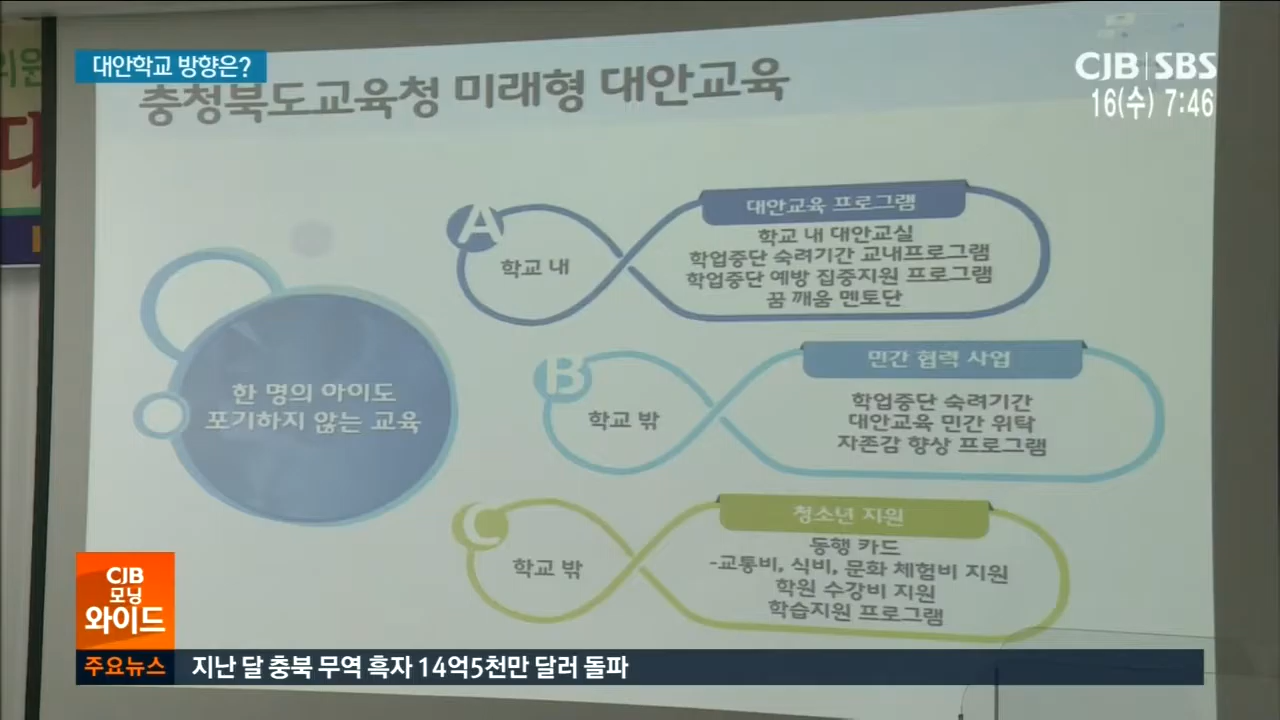 위원
대안학교 방향은?
CJB SBS
16(수) 7:46
충청북도교육청 미래형 대안교육
A
학교 내
대안교육 프로그램
학교 내 대안교실
학업중단 숙려기간 교내프로그램
학업중단 예방 집중지원 프로그램
꿈 깨움 멘토단
한 명의 아이도
포기하지 않는 교육
B
학교 밖
민간 협력 사업
학업중단 숙려기간
대안교육 민간 위탁
자존감 향상 프로그램
C
학교 밖
청소년 지원
동행 카드
-교통비, 식비, 문화 체험비 지원
학원 수강비 지원
학습지원 프로그램
CJB
모닝
와이드
주요뉴스 지난 달 충북 무역 흑자 14억5천만 달러 돌파